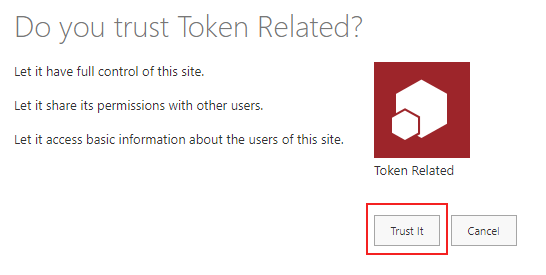 Do you trust Token Related?
Let it have full control of this site.
Let it share its permissions with other users.
Let it access basic information about the users of this site.
Token Related
Trust It
Cancel